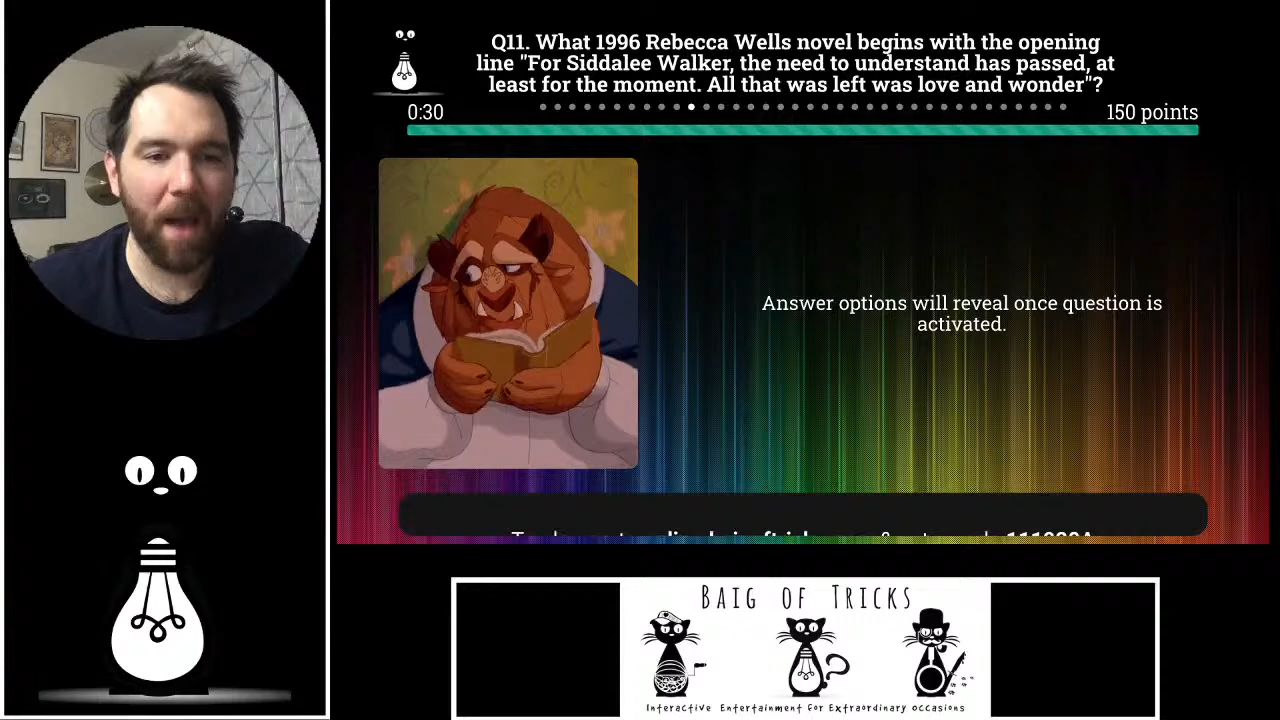 Q11. What 1996 Rebecca Wells novel begins with the opening
line "For Siddalee Walker, the need to understand has passed, at
least for the moment. All that was left was love and wonder"?
0:30
150 points
Answer options will reveal once question is
activated.
BAIG OF TRICKS
Interactive Entertainment for Extraordinary Occasions